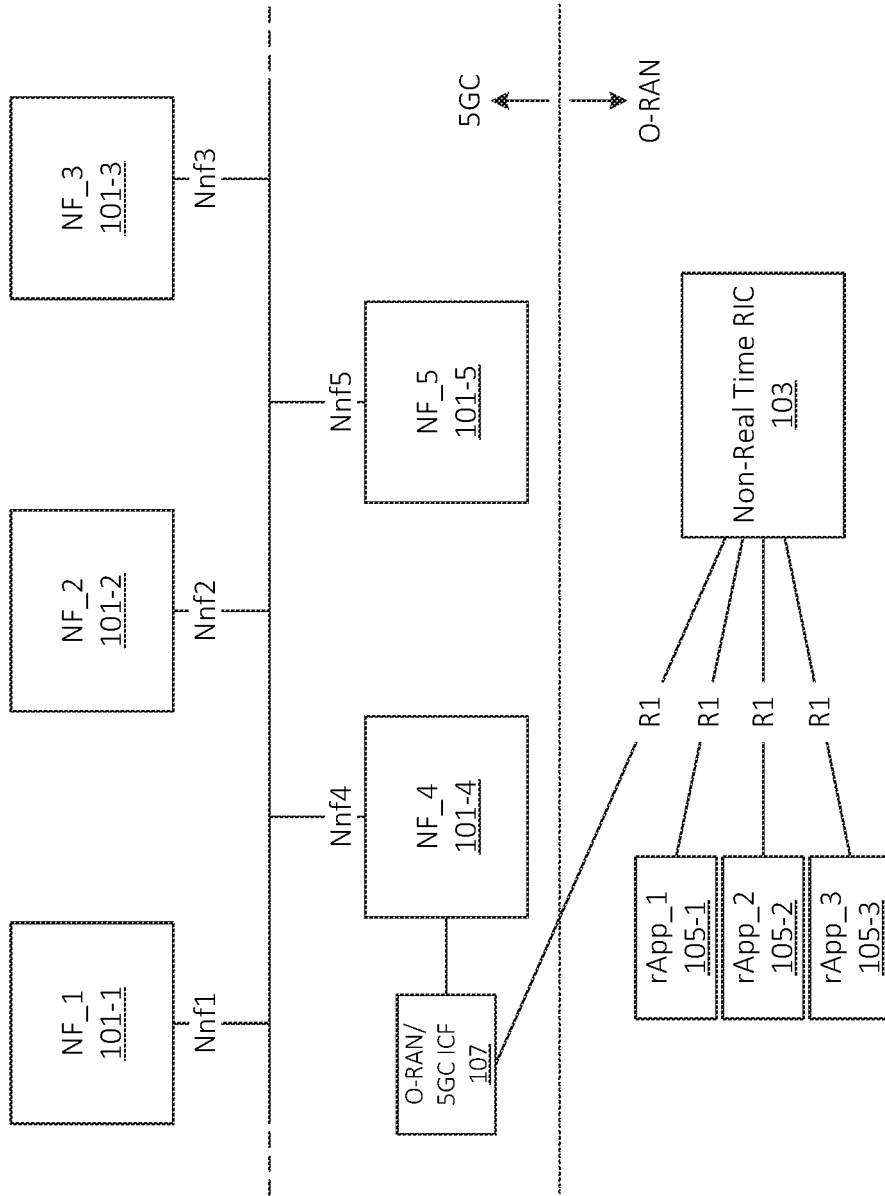 NF_1
101-1
NF_2
101-2
NF_3
101-3
Nnf1
Nnf2
Nnf3
Nnf4
Nnf5
O-RAN/
5GC ICF
107
NF_4
101-4
NF_5
101-5
5GC
O-RAN
R1
R1
R1
R1
rApp_1
105-1
rApp_2
105-2
rApp_3
105-3
Non-Real Time RIC
103